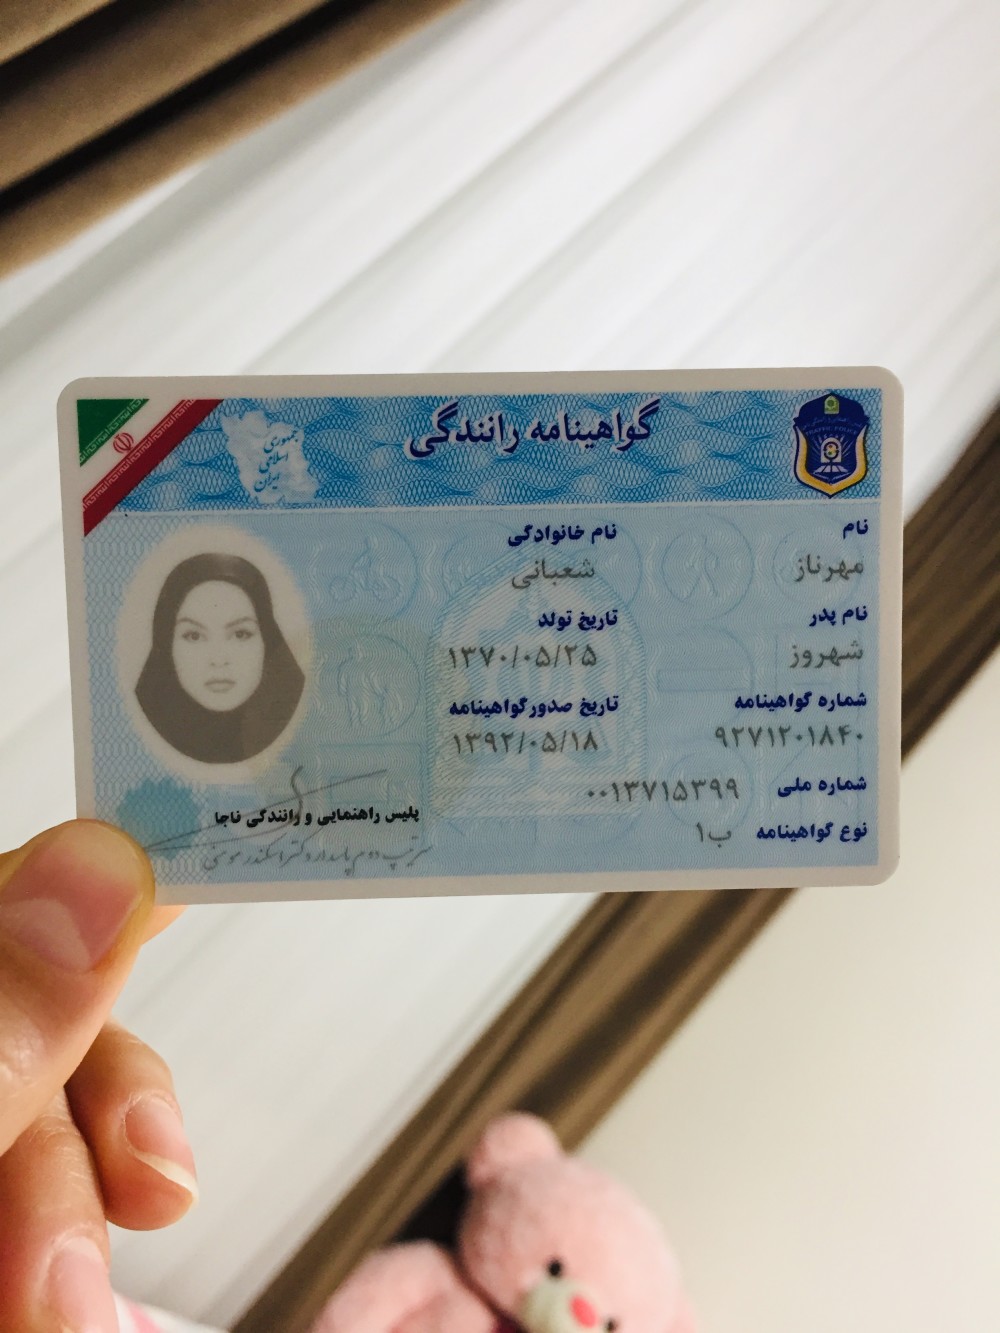 گواهینامه رانندگی
جمهوری
اسلامی
ایران
TRAFFIC POLICE
نام
مهرناز
نام خانوادگی
شعبانی
نام پدر
شهروز
تاریخ تولد
۱۳۷۰/۰۵/۲۵
شماره گواهینامه
۹۲۷۱۲۰۱۸۴۰
تاریخ صدور گواهینامه
۱۳۹۲/۰۵/۱۸
شماره ملی ۰۰۱۳۷۱۵۳۹۹
نوع گواهینامه ب۱
پلیس راهنمایی و رانندگی ناجا
سرتیپ دوم پاسدار دکتر اسکندر مومنی